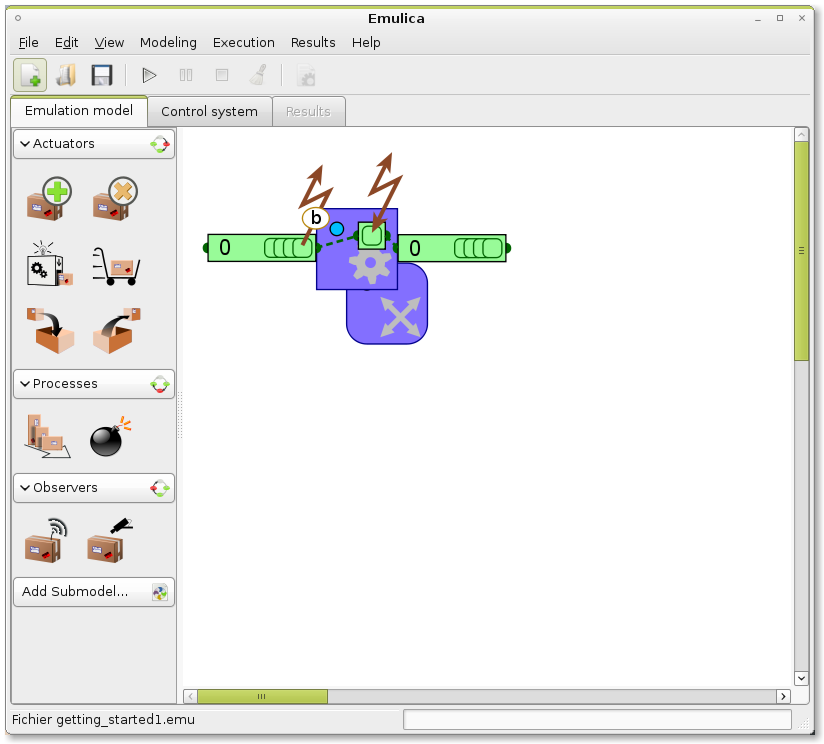 Emulica
File Edit View Modeling Execution Results Help
Emulation model Control system Results
Actuators
b
0 0
Processes
Observers
Add Submodel...
Fichier getting_started1.emu